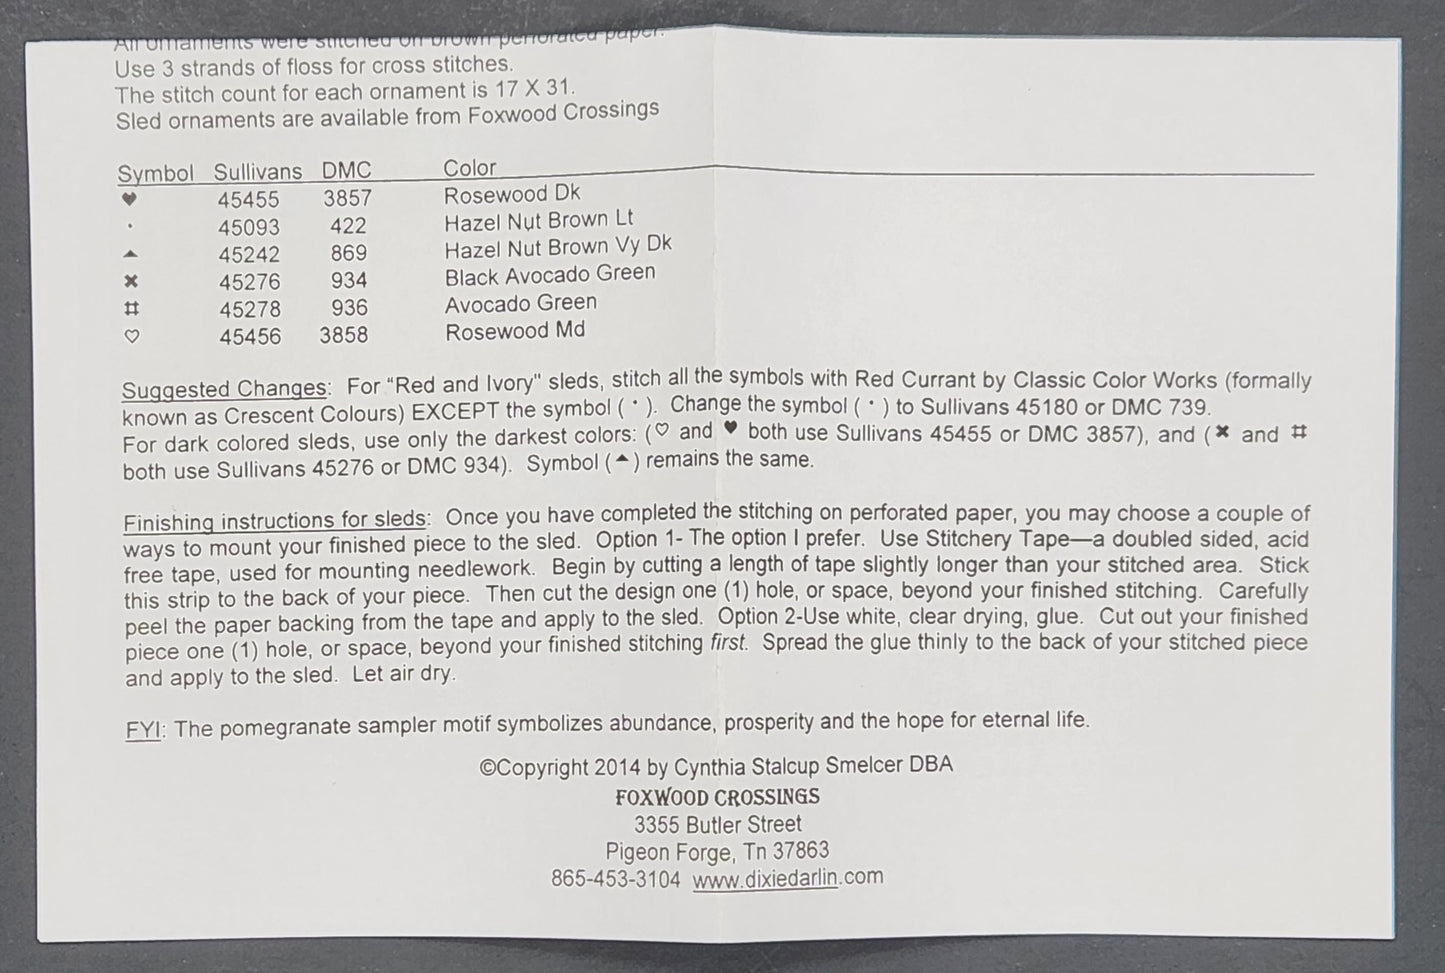 All ornaments were stitched on brown perforated paper.
Use 3 strands of floss for cross stitches.
The stitch count for each ornament is 17 X 31.
Sled ornaments are available from Foxwood Crossings
Symbol Sullivans DMC Color
♥ 45455 3857 Rosewood Dk
· 45093 422 Hazel Nut Brown Lt
▲ 45242 869 Hazel Nut Brown Vy Dk
✖ 45276 934 Black Avocado Green
⌗ 45278 936 Avocado Green
♡ 45456 3858 Rosewood Md
Suggested Changes: For “Red and Ivory" sleds, stitch all the symbols with Red Currant by Classic Color Works (formally
known as Crescent Colours) EXCEPT the symbol ( · ). Change the symbol ( · ) to Sullivans 45180 or DMC 739.
For dark colored sleds, use only the darkest colors: (♡ and ♥ both use Sullivans 45455 or DMC 3857), and (✖ and ⌗
both use Sullivans 45276 or DMC 934). Symbol (▲) remains the same.
Finishing instructions for sleds: Once you have completed the stitching on perforated paper, you may choose a couple of
ways to mount your finished piece to the sled. Option 1- The option I prefer. Use Stitchery Tape—a doubled sided, acid
free tape, used for mounting needlework. Begin by cutting a length of tape slightly longer than your stitched area. Stick
this strip to the back of your piece. Then cut the design one (1) hole, or space, beyond your finished stitching. Carefully
peel the paper backing from the tape and apply to the sled. Option 2-Use white, clear drying, glue. Cut out your finished
piece one (1) hole, or space, beyond your finished stitching first. Spread the glue thinly to the back of your stitched piece
and apply to the sled. Let air dry.
FYI: The pomegranate sampler motif symbolizes abundance, prosperity and the hope for eternal life.
©Copyright 2014 by Cynthia Stalcup Smelcer DBA
FOXWOOD CROSSINGS
3355 Butler Street
Pigeon Forge, Tn 37863
865-453-3104 www.dixiedarlin.com